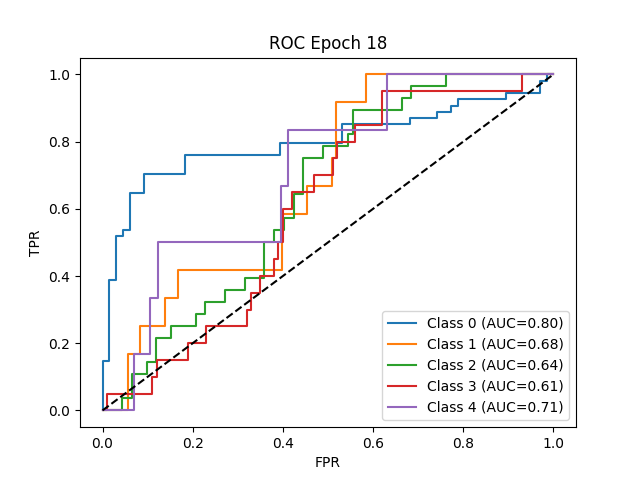 ROC Epoch 18
TPR
1.0
0.8
0.6
0.4
0.2
0.0
Class 0 (AUC=0.80)
Class 1 (AUC=0.68)
Class 2 (AUC=0.64)
Class 3 (AUC=0.61)
Class 4 (AUC=0.71)
0.0 0.2 0.4 0.6 0.8 1.0
FPR